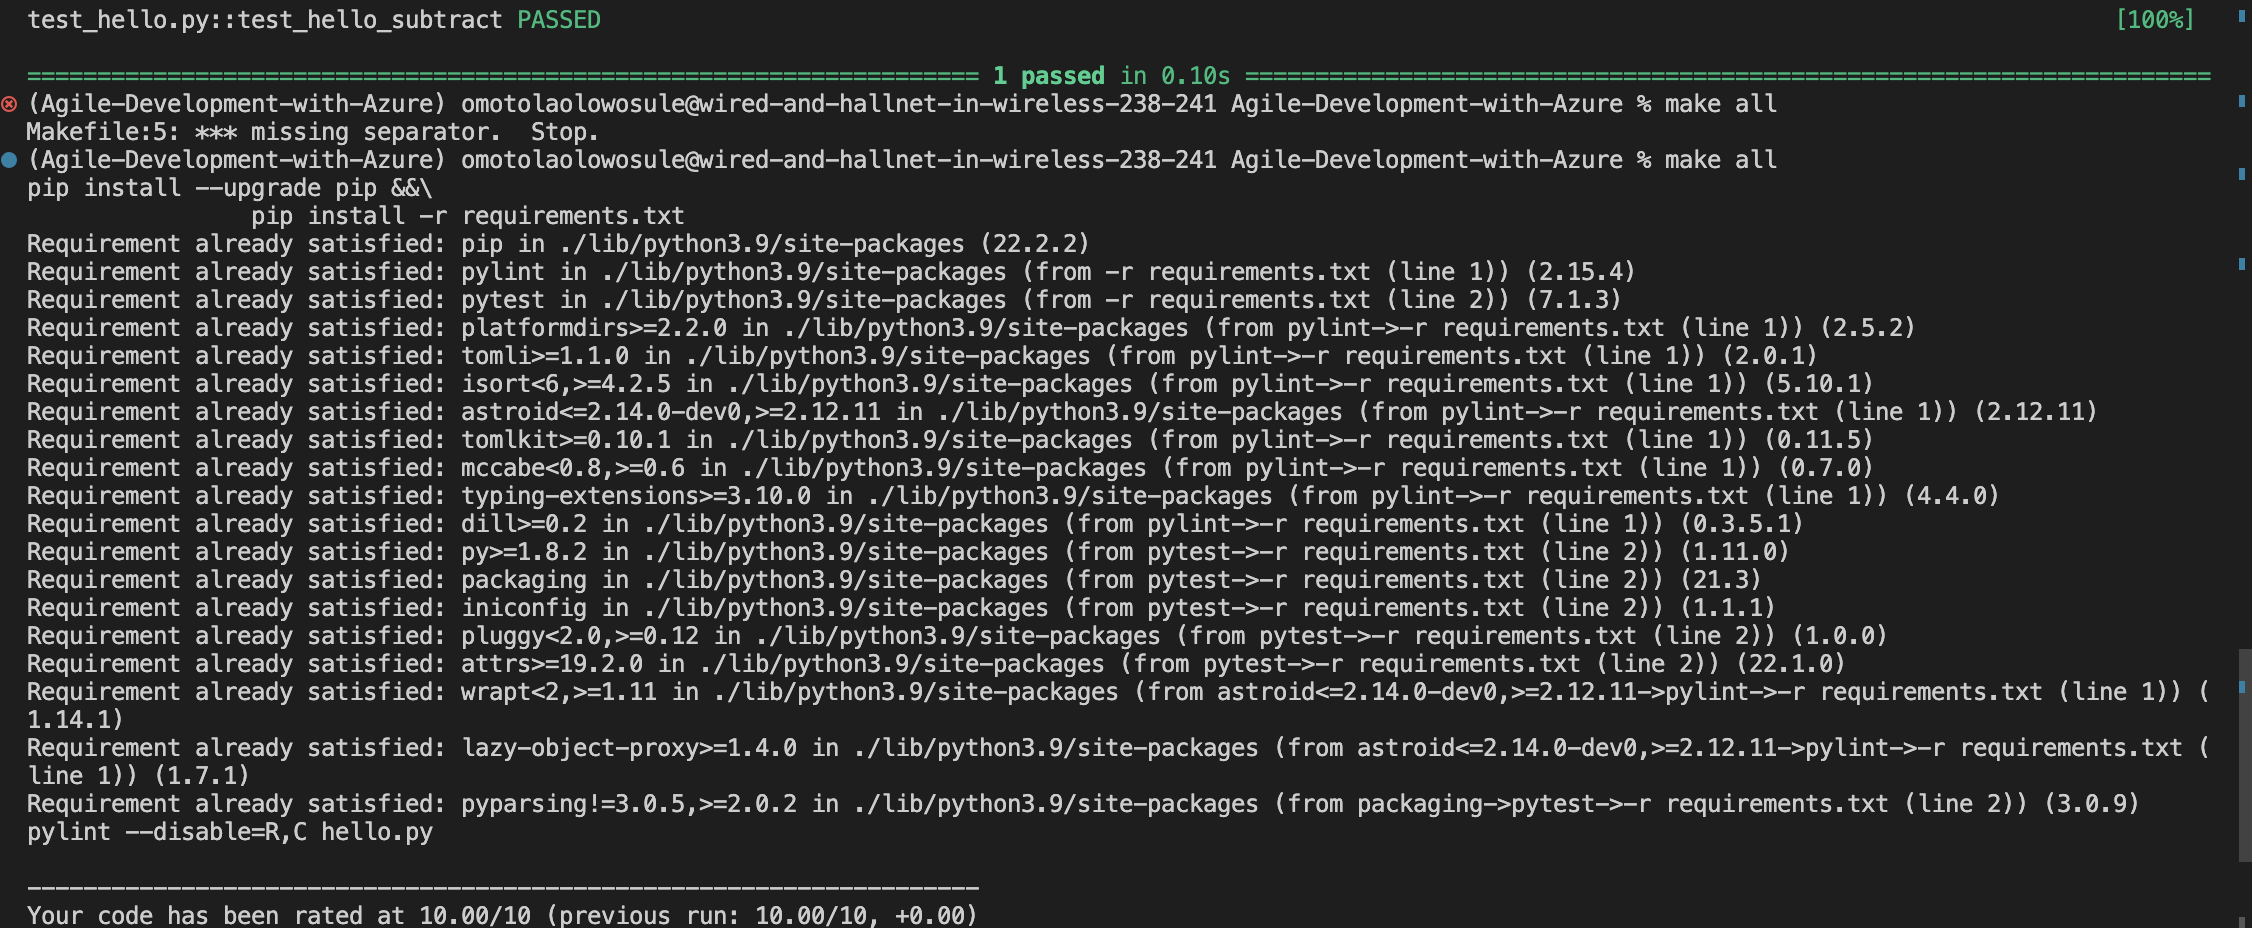 test_hello.py::test_hello_subtract PASSED [100%]
==================================================================== 1 passed in 0.10s =====================================================================
(Agile-Development-with-Azure) omotolaolowosule@wired-and-hallnet-in-wireless-238-241 Agile-Development-with-Azure % make all
Makefile:5: *** missing separator.  Stop.
(Agile-Development-with-Azure) omotolaolowosule@wired-and-hallnet-in-wireless-238-241 Agile-Development-with-Azure % make all
pip install --upgrade pip &&\
                pip install -r requirements.txt
Requirement already satisfied: pip in ./lib/python3.9/site-packages (22.2.2)
Requirement already satisfied: pylint in ./lib/python3.9/site-packages (from -r requirements.txt (line 1)) (2.15.4)
Requirement already satisfied: pytest in ./lib/python3.9/site-packages (from -r requirements.txt (line 2)) (7.1.3)
Requirement already satisfied: platformdirs>=2.2.0 in ./lib/python3.9/site-packages (from pylint->-r requirements.txt (line 1)) (2.5.2)
Requirement already satisfied: tomli>=1.1.0 in ./lib/python3.9/site-packages (from pylint->-r requirements.txt (line 1)) (2.0.1)
Requirement already satisfied: isort<6,>=4.2.5 in ./lib/python3.9/site-packages (from pylint->-r requirements.txt (line 1)) (5.10.1)
Requirement already satisfied: astroid<=2.14.0-dev0,>=2.12.11 in ./lib/python3.9/site-packages (from pylint->-r requirements.txt (line 1)) (2.12.11)
Requirement already satisfied: tomlkit>=0.10.1 in ./lib/python3.9/site-packages (from pylint->-r requirements.txt (line 1)) (0.11.5)
Requirement already satisfied: mccabe<0.8,>=0.6 in ./lib/python3.9/site-packages (from pylint->-r requirements.txt (line 1)) (0.7.0)
Requirement already satisfied: typing-extensions>=3.10.0 in ./lib/python3.9/site-packages (from pylint->-r requirements.txt (line 1)) (4.4.0)
Requirement already satisfied: dill>=0.2 in ./lib/python3.9/site-packages (from pylint->-r requirements.txt (line 1)) (0.3.5.1)
Requirement already satisfied: py>=1.8.2 in ./lib/python3.9/site-packages (from pytest->-r requirements.txt (line 2)) (1.11.0)
Requirement already satisfied: packaging in ./lib/python3.9/site-packages (from pytest->-r requirements.txt (line 2)) (21.3)
Requirement already satisfied: iniconfig in ./lib/python3.9/site-packages (from pytest->-r requirements.txt (line 2)) (1.1.1)
Requirement already satisfied: pluggy<2.0,>=0.12 in ./lib/python3.9/site-packages (from pytest->-r requirements.txt (line 2)) (1.0.0)
Requirement already satisfied: attrs>=19.2.0 in ./lib/python3.9/site-packages (from pytest->-r requirements.txt (line 2)) (22.1.0)
Requirement already satisfied: wrapt<2,>=1.11 in ./lib/python3.9/site-packages (from astroid<=2.14.0-dev0,>=2.12.11->pylint->-r requirements.txt (line 1)) (
1.14.1)
Requirement already satisfied: lazy-object-proxy>=1.4.0 in ./lib/python3.9/site-packages (from astroid<=2.14.0-dev0,>=2.12.11->pylint->-r requirements.txt (
line 1)) (1.7.1)
Requirement already satisfied: pyparsing!=3.0.5,>=2.0.2 in ./lib/python3.9/site-packages (from packaging->pytest->-r requirements.txt (line 2)) (3.0.9)
pylint --disable=R,C hello.py
--------------------------------------------------------------------
Your code has been rated at 10.00/10 (previous run: 10.00/10, +0.00)